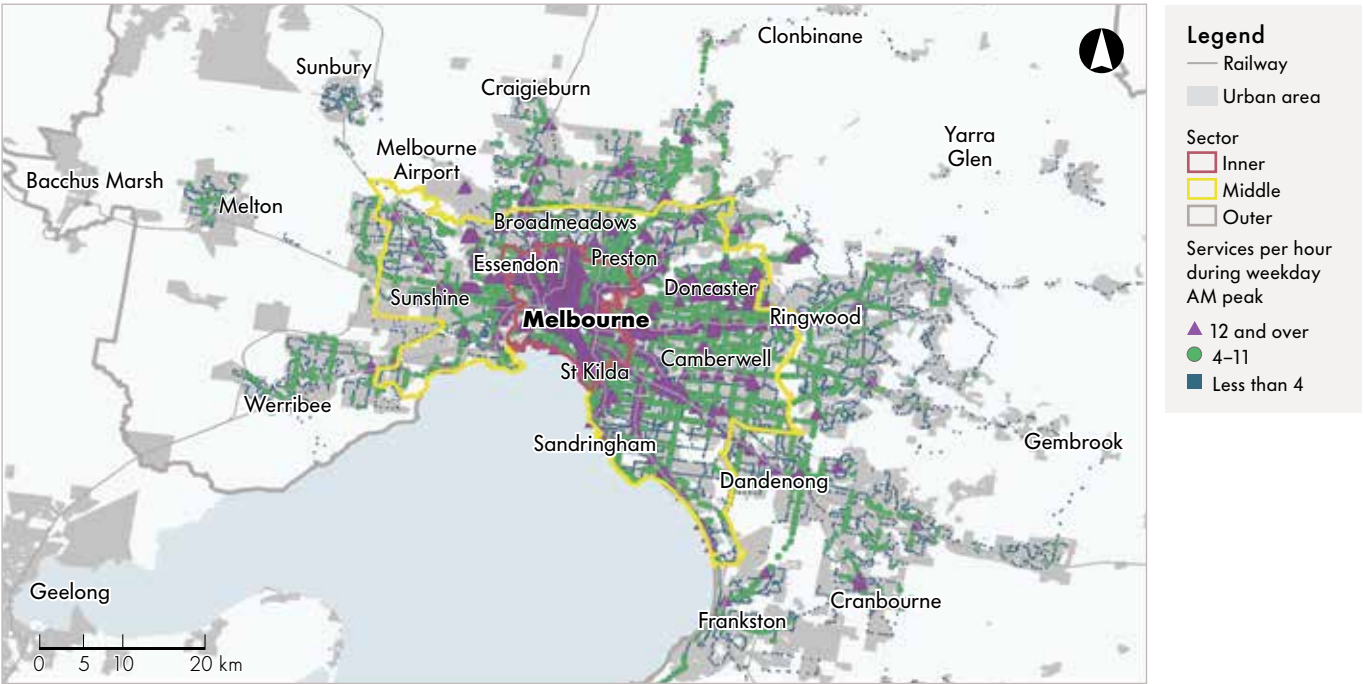 Clonbinane
Sunbury
Craigieburn
Melbourne
Airport
Yarra
Glen
Bacchus Marsh
Melton
Broadmeadows
Essendon
Preston
Doncaster
Sunshine
Melbourne
Ringwood
Camberwell
St Kilda
Werribee
Sandringham
Gembrook
Dandenong
Geelong
Cranbourne
Frankston
0 5 10 20 km
Legend
Railway
Urban area
Sector
Inner
Middle
Outer
Services per hour
during weekday
AM peak
12 and over
4–11
Less than 4